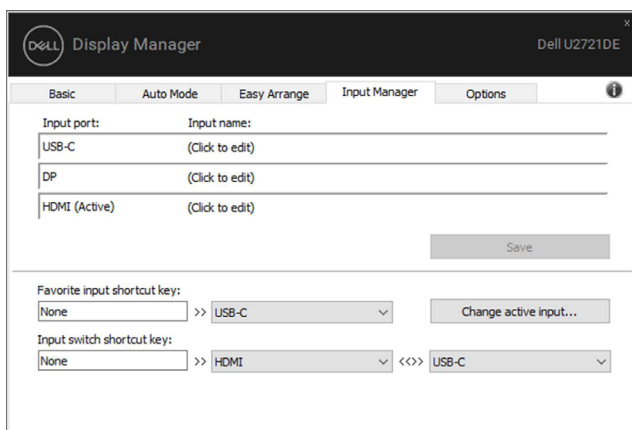 x
DELL Display Manager Dell U2721DE
Basic Auto Mode Easy Arrange Input Manager Options i
Input port: Input name:
USB-C (Click to edit)
DP (Click to edit)
HDMI (Active) (Click to edit)
Save
Favorite input shortcut key:
None >> USB-C Change active input...
Input switch shortcut key:
None >> HDMI <<>> USB-C